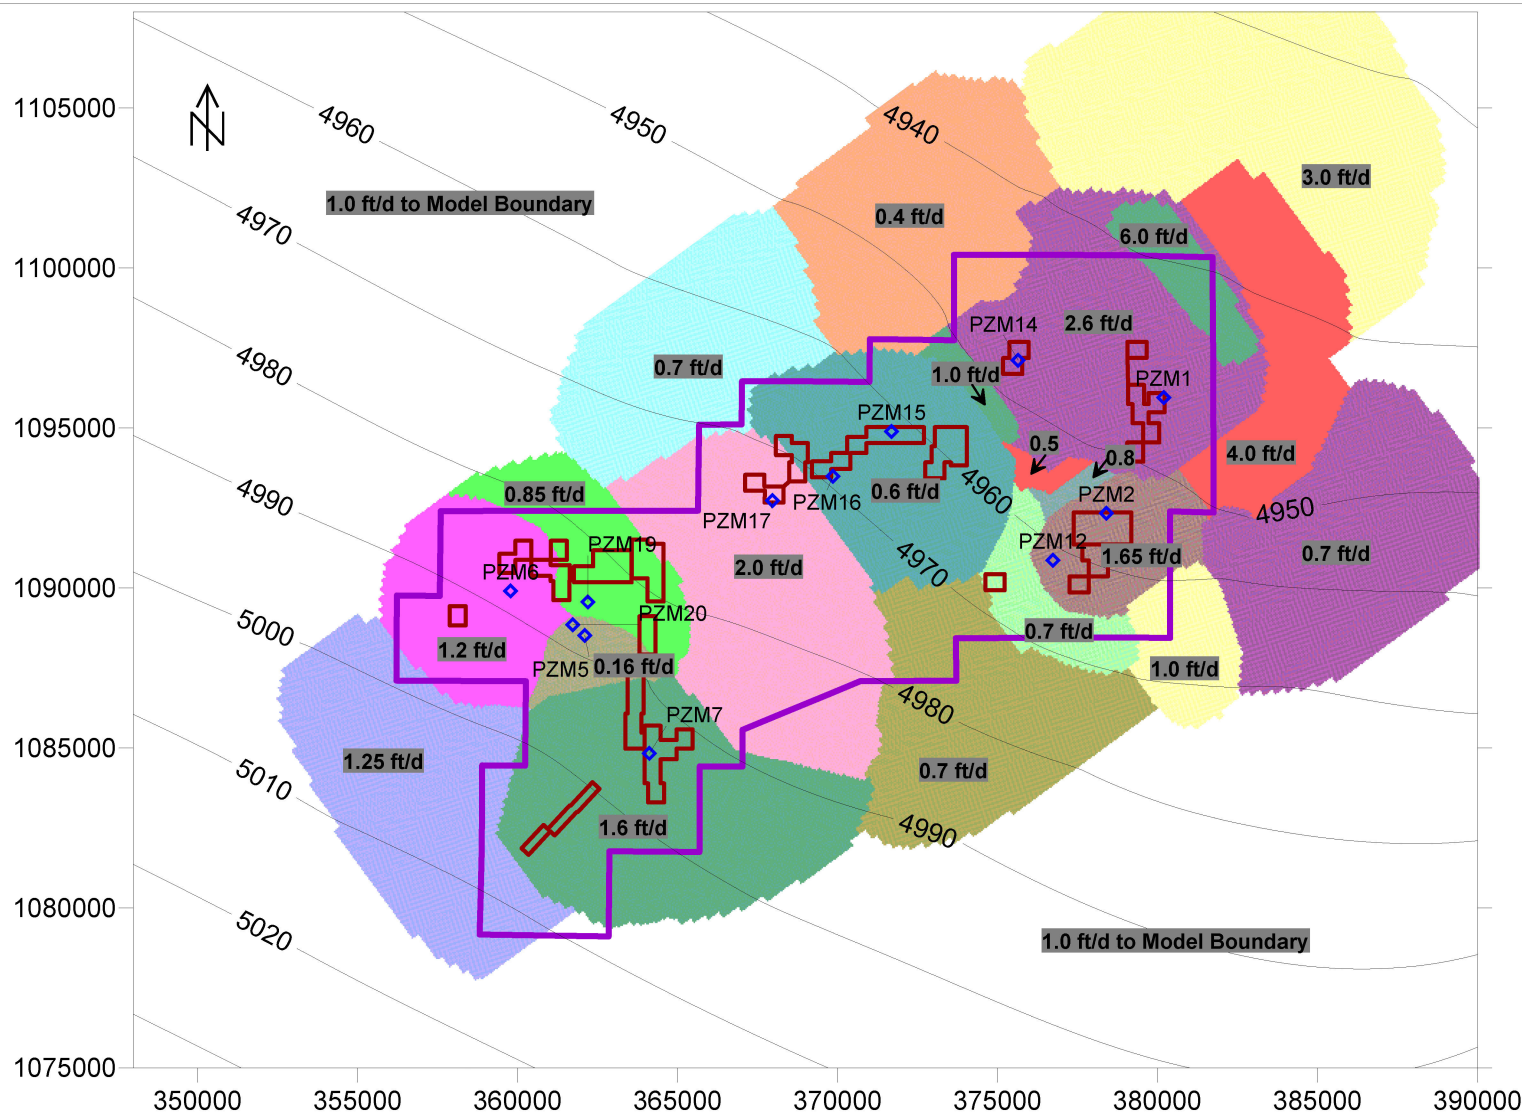 1105000
1100000
1095000
1090000
1085000
1080000
1075000
350000
355000
360000
365000
370000
375000
380000
385000
390000
N
4960
4950
4940
1.0 ft/d to Model Boundary
3.0 ft/d
4970
0.4 ft/d
6.0 ft/d
PZM14
2.6 ft/d
4980
0.7 ft/d
1.0 ft/d
PZM1
PZM15
0.5
0.8
4.0 ft/d
4990
0.85 ft/d
PZM17
PZM16
0.6 ft/d
4960
PZM2
4950
PZM19
PZM12
1.65 ft/d
0.7 ft/d
PZM6
2.0 ft/d
4970
5000
PZM20
0.7 ft/d
1.2 ft/d
PZM5
0.16 ft/d
1.0 ft/d
4980
PZM7
1.25 ft/d
0.7 ft/d
5010
1.6 ft/d
4990
5020
1.0 ft/d to Model Boundary